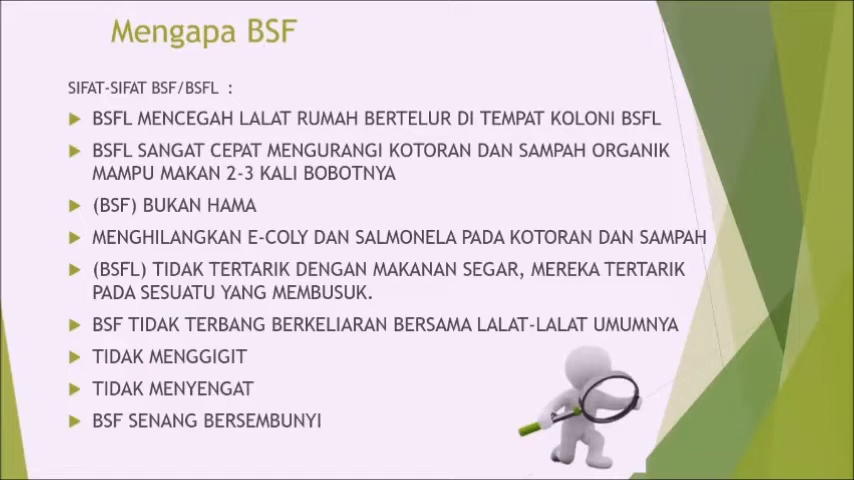 Mengapa BSF
SIFAT-SIFAT BSF/BSFL :
BSFL MENCEGAH LALAT RUMAH BERTELUR DI TEMPAT KOLONI BSFL
BSFL SANGAT CEPAT MENGURANGI KOTORAN DAN SAMPAH ORGANIK
MAMPU MAKAN 2-3 KALI BOBOTNYA
(BSF) BUKAN HAMA
MENGHILANGKAN E-COLY DAN SALMONELA PADA KOTORAN DAN SAMPAH
(BSFL) TIDAK TERTARIK DENGAN MAKANAN SEGAR, MEREKA TERTARIK
PADA SESUATU YANG MEMBUSUK.
BSF TIDAK TERBANG BERKELIARAN BERSAMA LALAT-LALAT UMUMNYA
TIDAK MENGGIGIT
TIDAK MENYENGAT
BSF SENANG BERSEMBUNYI